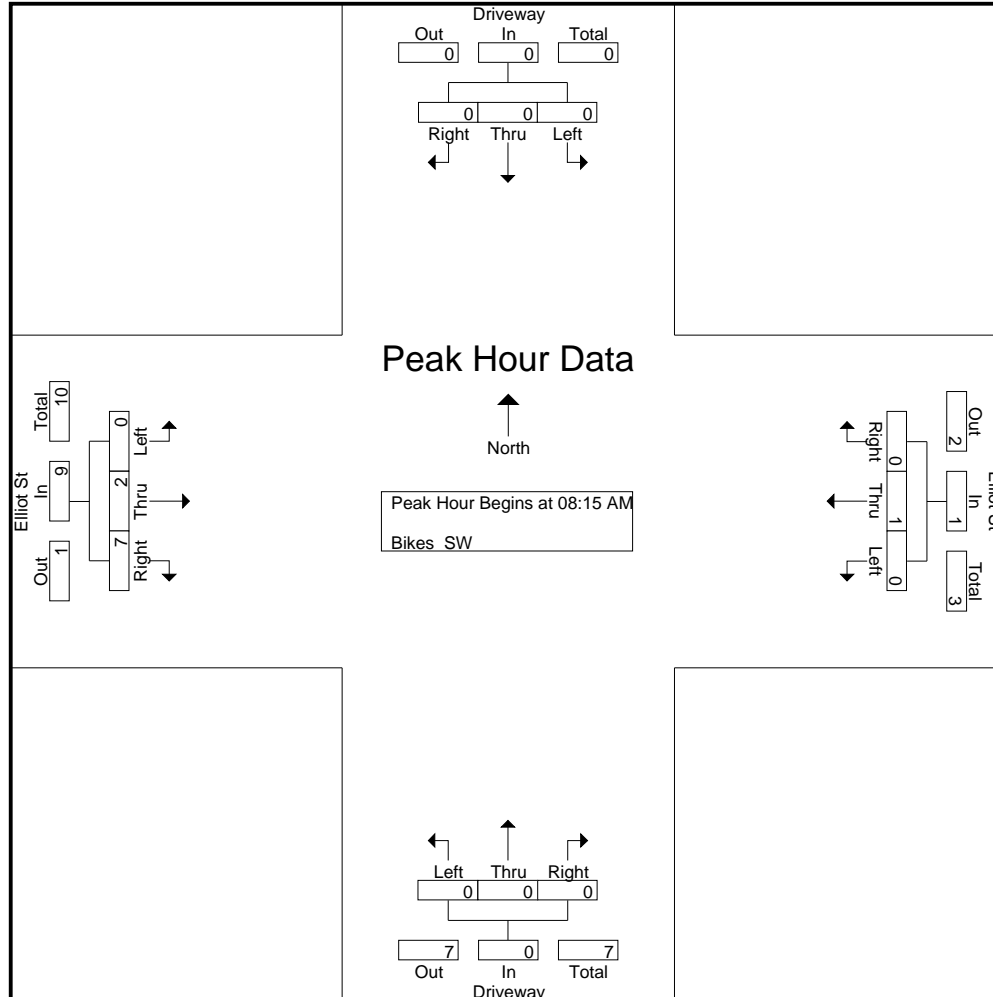 Driveway
Out In Total
0 0 0
0 0 0
Right Thru Left
Peak Hour Data
North
Peak Hour Begins at 08:15 AM
Bikes SW
Elliot St
Out In Total
1 9 10
Left Thru Right
0 2 7
Out In Total
2 1 3
Right Thru Left
0 1 0
Left Thru Right
0 0 0
7 0 7
Out In Total
Driveway